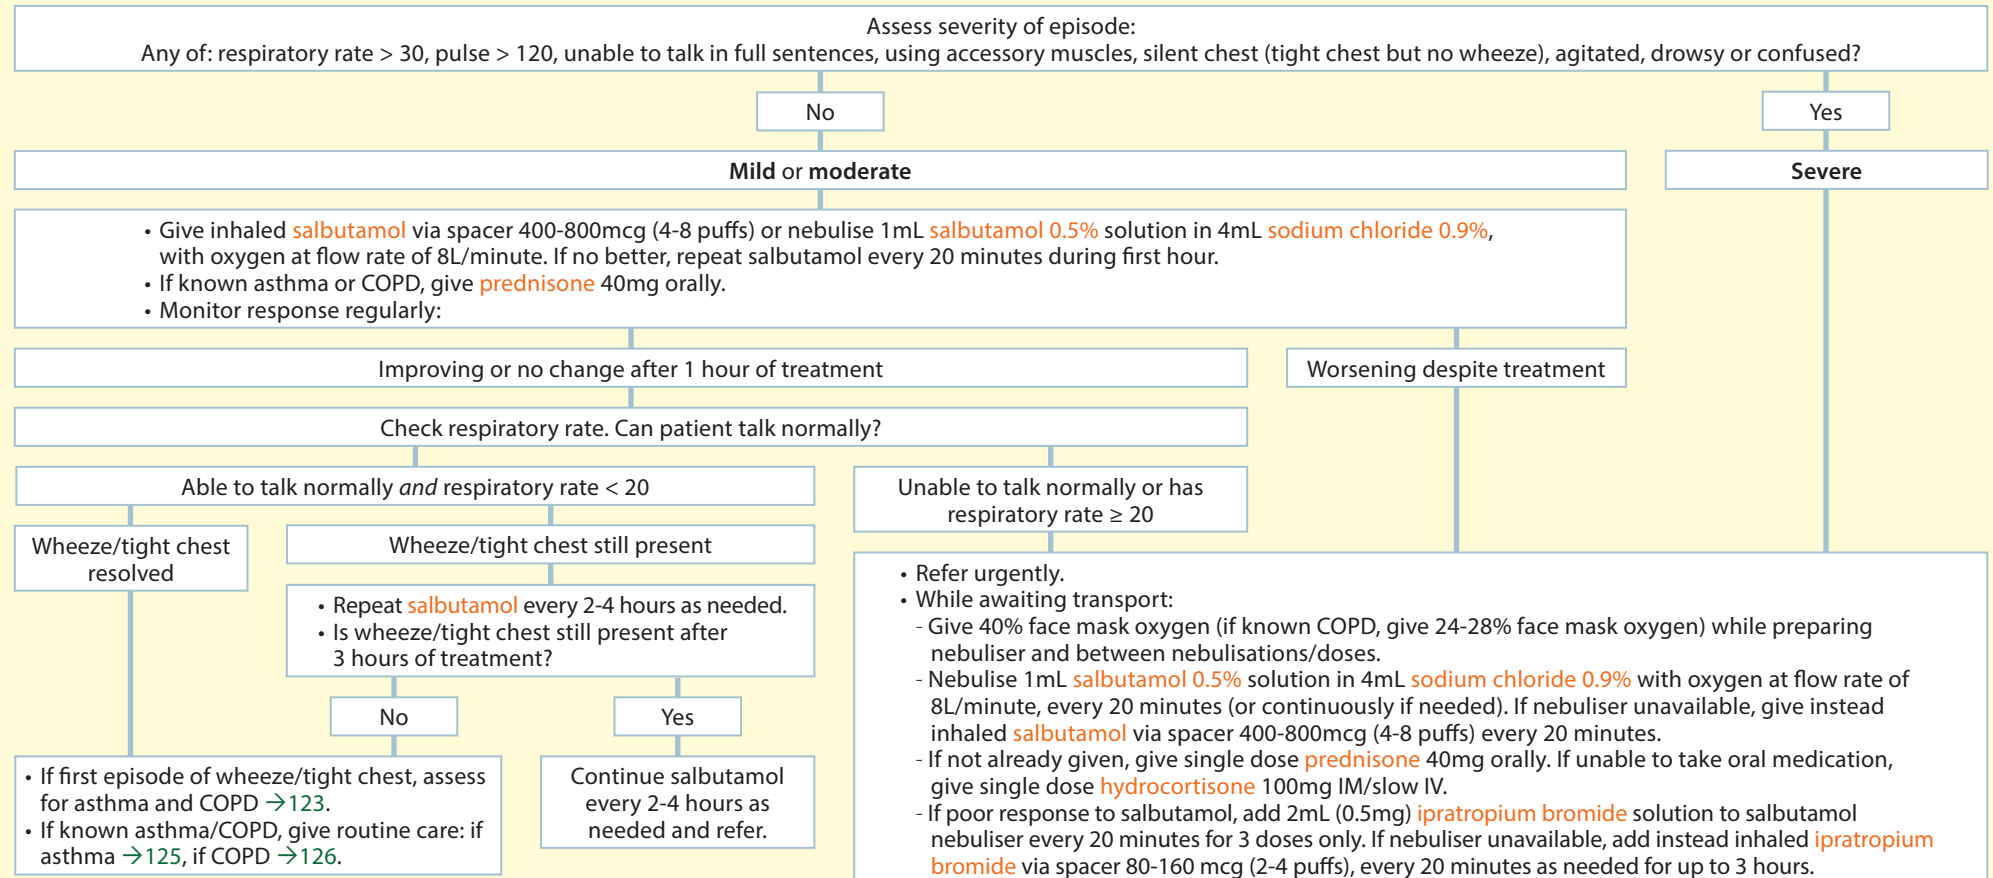 Assess severity of episode:
Any of: respiratory rate > 30, pulse > 120, unable to talk in full sentences, using accessory muscles, silent chest (tight chest but no wheeze), agitated, drowsy or confused?
No
Yes
Mild or moderate
Severe
• Give inhaled salbutamol via spacer 400-800mcg (4-8 puffs) or nebulise 1mL salbutamol 0.5% solution in 4mL sodium chloride 0.9%,
with oxygen at flow rate of 8L/minute. If no better, repeat salbutamol every 20 minutes during first hour.
• If known asthma or COPD, give prednisone 40mg orally.
• Monitor response regularly:
Improving or no change after 1 hour of treatment
Worsening despite treatment
Check respiratory rate. Can patient talk normally?
Able to talk normally and respiratory rate < 20
Unable to talk normally or has
respiratory rate ≥ 20
Wheeze/tight chest
resolved
Wheeze/tight chest still present
• Repeat salbutamol every 2-4 hours as needed.
• Is wheeze/tight chest still present after
3 hours of treatment?
No
Yes
• If first episode of wheeze/tight chest, assess
for asthma and COPD →123.
• If known asthma/COPD, give routine care: if
asthma →125, if COPD →126.
Continue salbutamol
every 2-4 hours as
needed and refer.
• Refer urgently.
• While awaiting transport:
- Give 40% face mask oxygen (if known COPD, give 24-28% face mask oxygen) while preparing
nebuliser and between nebulisations/doses.
- Nebulise 1mL salbutamol 0.5% solution in 4mL sodium chloride 0.9% with oxygen at flow rate of
8L/minute, every 20 minutes (or continuously if needed). If nebuliser unavailable, give instead
inhaled salbutamol via spacer 400-800mcg (4-8 puffs) every 20 minutes.
- If not already given, give single dose prednisone 40mg orally. If unable to take oral medication,
give single dose hydrocortisone 100mg IM/slow IV.
- If poor response to salbutamol, add 2mL (0.5mg) ipratropium bromide solution to salbutamol
nebuliser every 20 minutes for 3 doses only. If nebuliser unavailable, add instead inhaled ipratropium
bromide via spacer 80-160 mcg (2-4 puffs), every 20 minutes as needed for up to 3 hours.